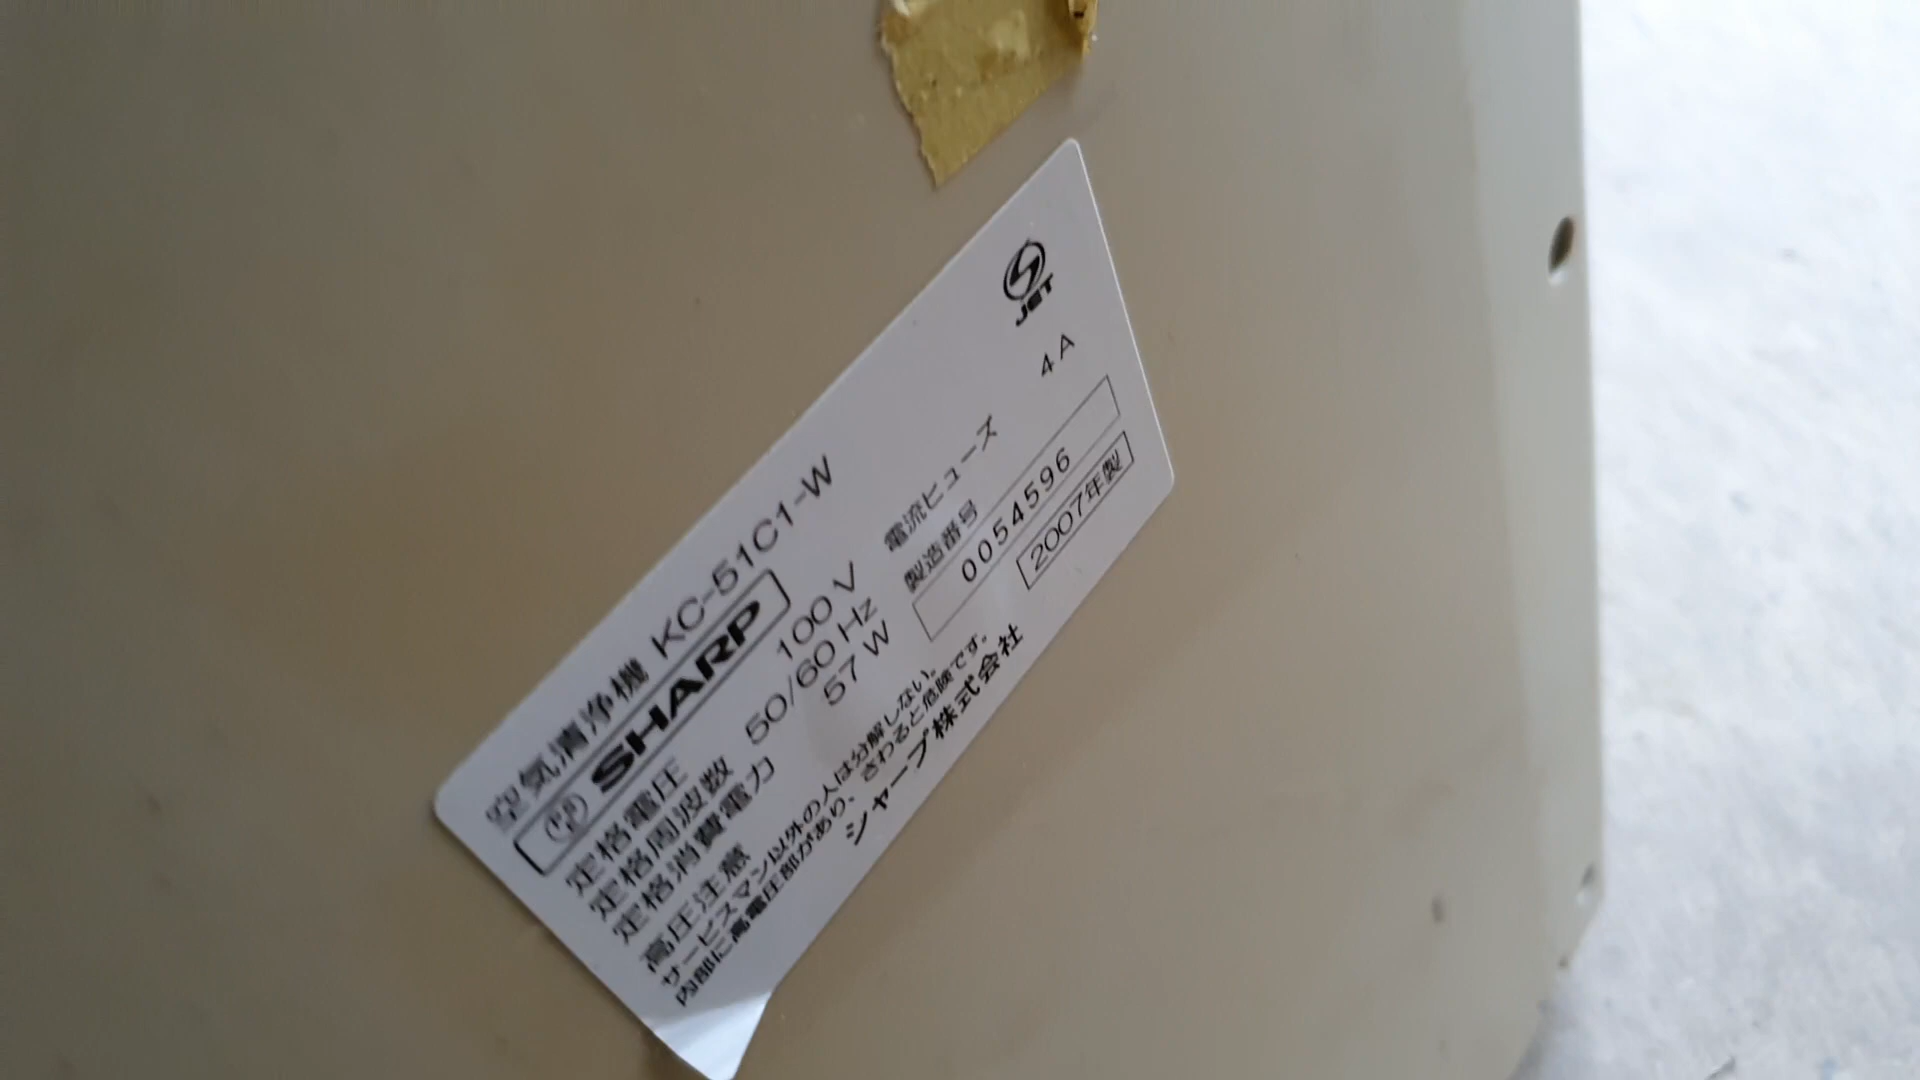 空気清浄機 KC-51C1-W
SHARP
定格電圧 100 V
定格周波数 50/60 Hz
定格消費電力 57 W
電流ヒューズ 4A
製造番号
0054596
2007年製
高圧注意
サービスマン以外の人は分解しない。
内部に高電圧部があり、さわると危険です。
シャープ株式会社
JET